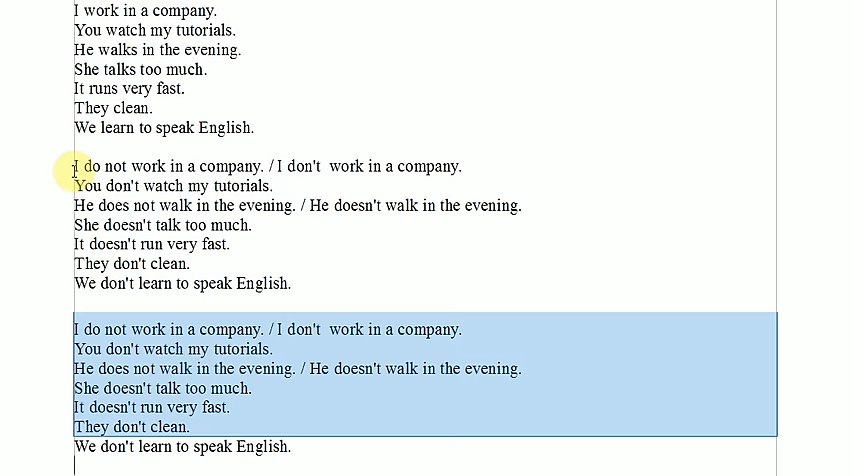 I work in a company.
You watch my tutorials.
He walks in the evening.
She talks too much.
It runs very fast.
They clean.
We learn to speak English.
I do not work in a company. / I don't  work in a company.
You don't watch my tutorials.
He does not walk in the evening. / He doesn't walk in the evening.
She doesn't talk too much.
It doesn't run very fast.
They don't clean.
We don't learn to speak English.
I do not work in a company. / I don't  work in a company.
You don't watch my tutorials.
He does not walk in the evening. / He doesn't walk in the evening.
She doesn't talk too much.
It doesn't run very fast.
They don't clean.
We don't learn to speak English.